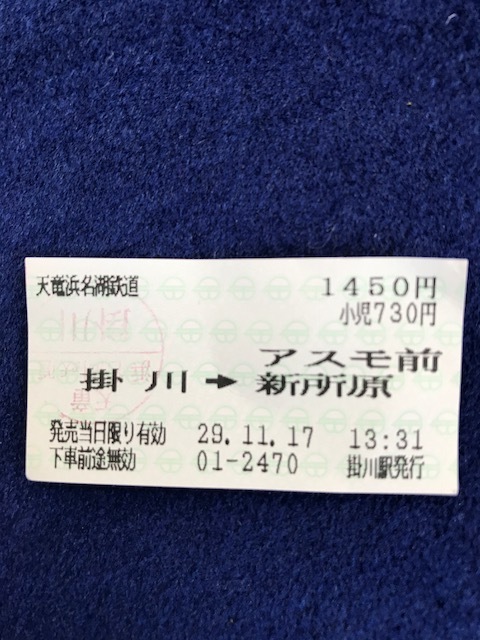 天竜浜名湖鉄道
1450円
小児730円
掛川→アスモ前
新所原
発売当日限り有効 29.11.17 13:31
下車前途無効 01-2470 掛川駅発行